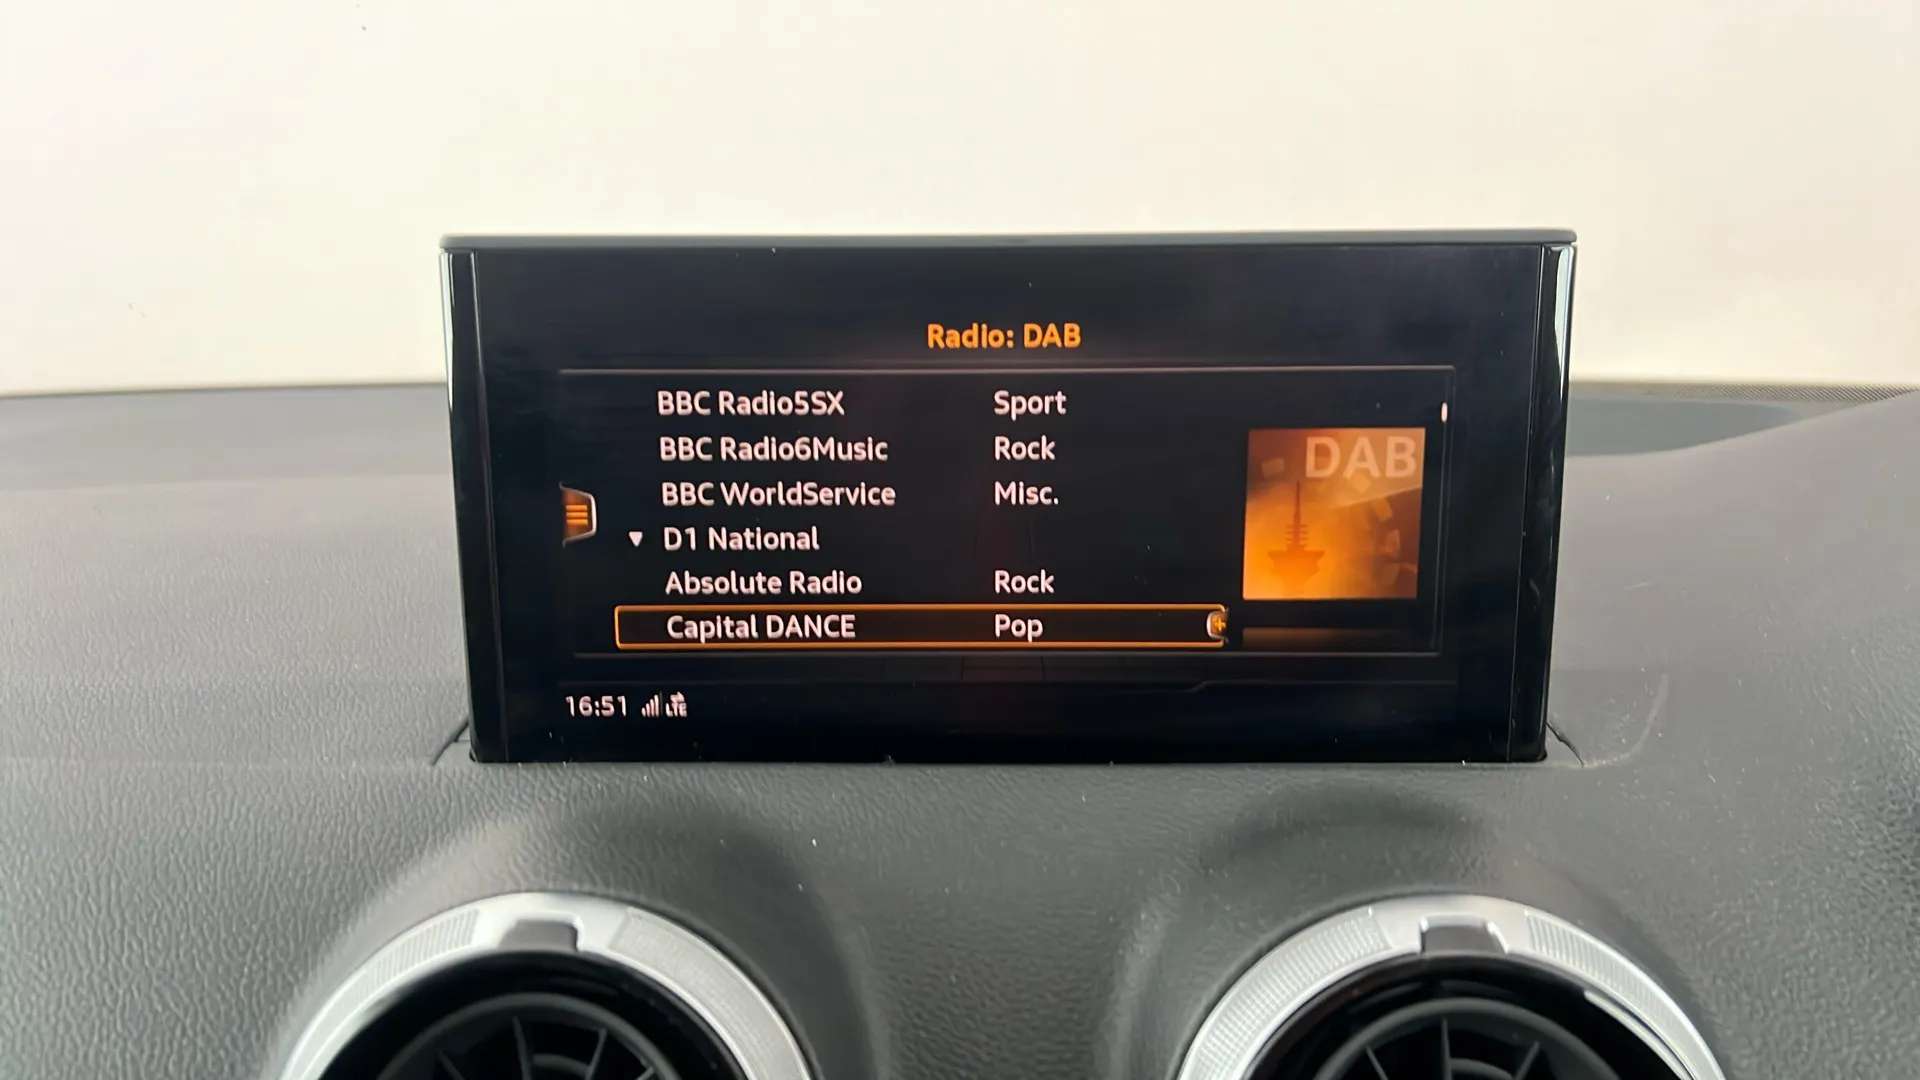 Radio: DAB
BBC Radio5SX Sport
BBC Radio6Music Rock
BBC WorldService Misc.
D1 National
Absolute Radio Rock
Capital DANCE Pop
DAB
16:51 LTE